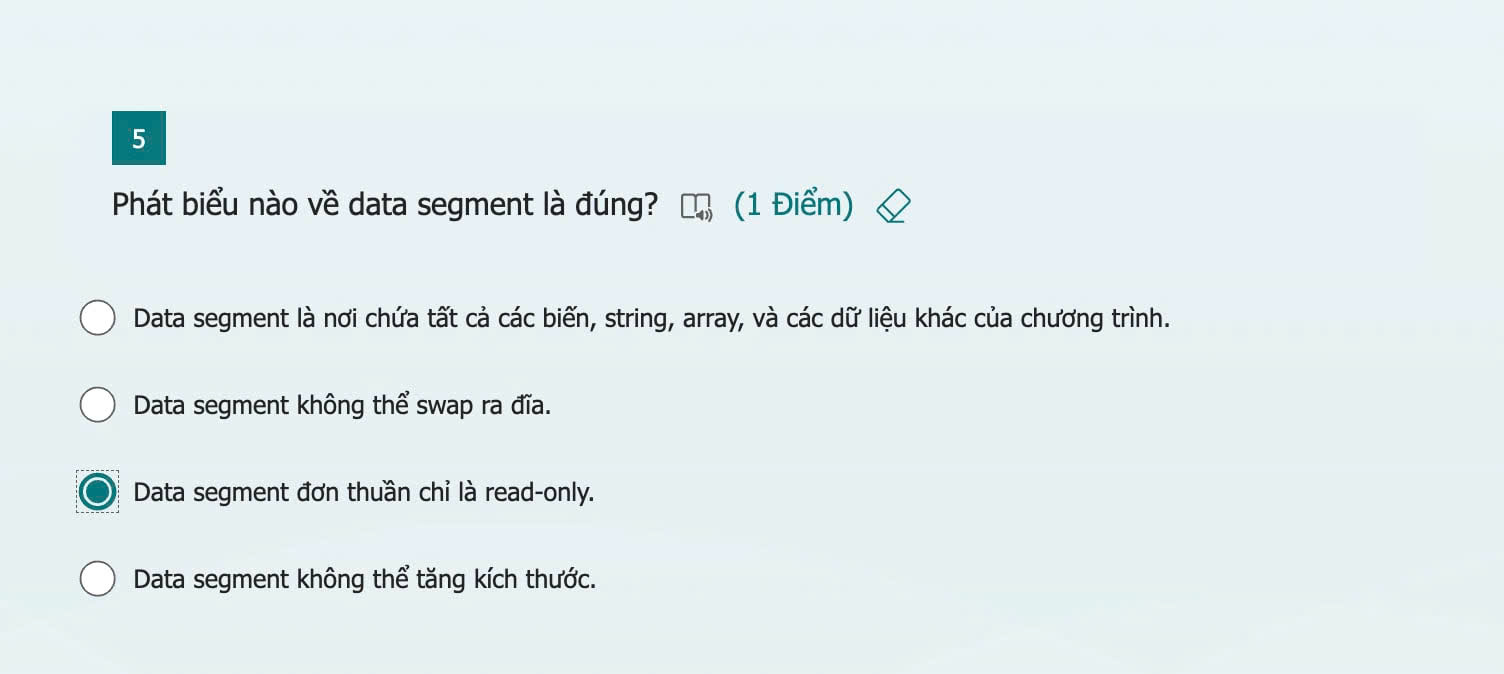 5
Phát biểu nào về data segment là đúng? (1 Điểm)
Data segment là nơi chứa tất cả các biến, string, array, và các dữ liệu khác của chương trình.
Data segment không thể swap ra đĩa.
Data segment đơn thuần chỉ là read-only.
Data segment không thể tăng kích thước.